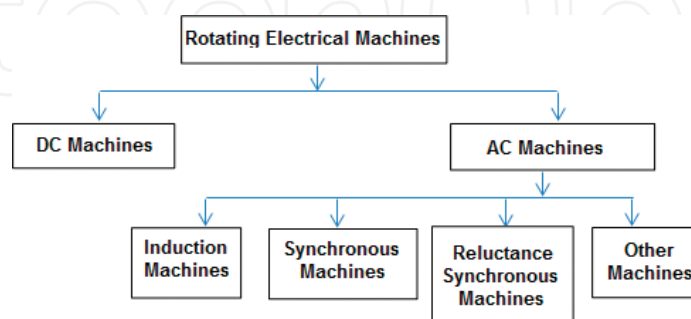 Rotating Electrical Machines
DC Machines
AC Machines
Induction
Machines
Synchronous
Machines
Reluctance
Synchronous
Machines
Other
Machines